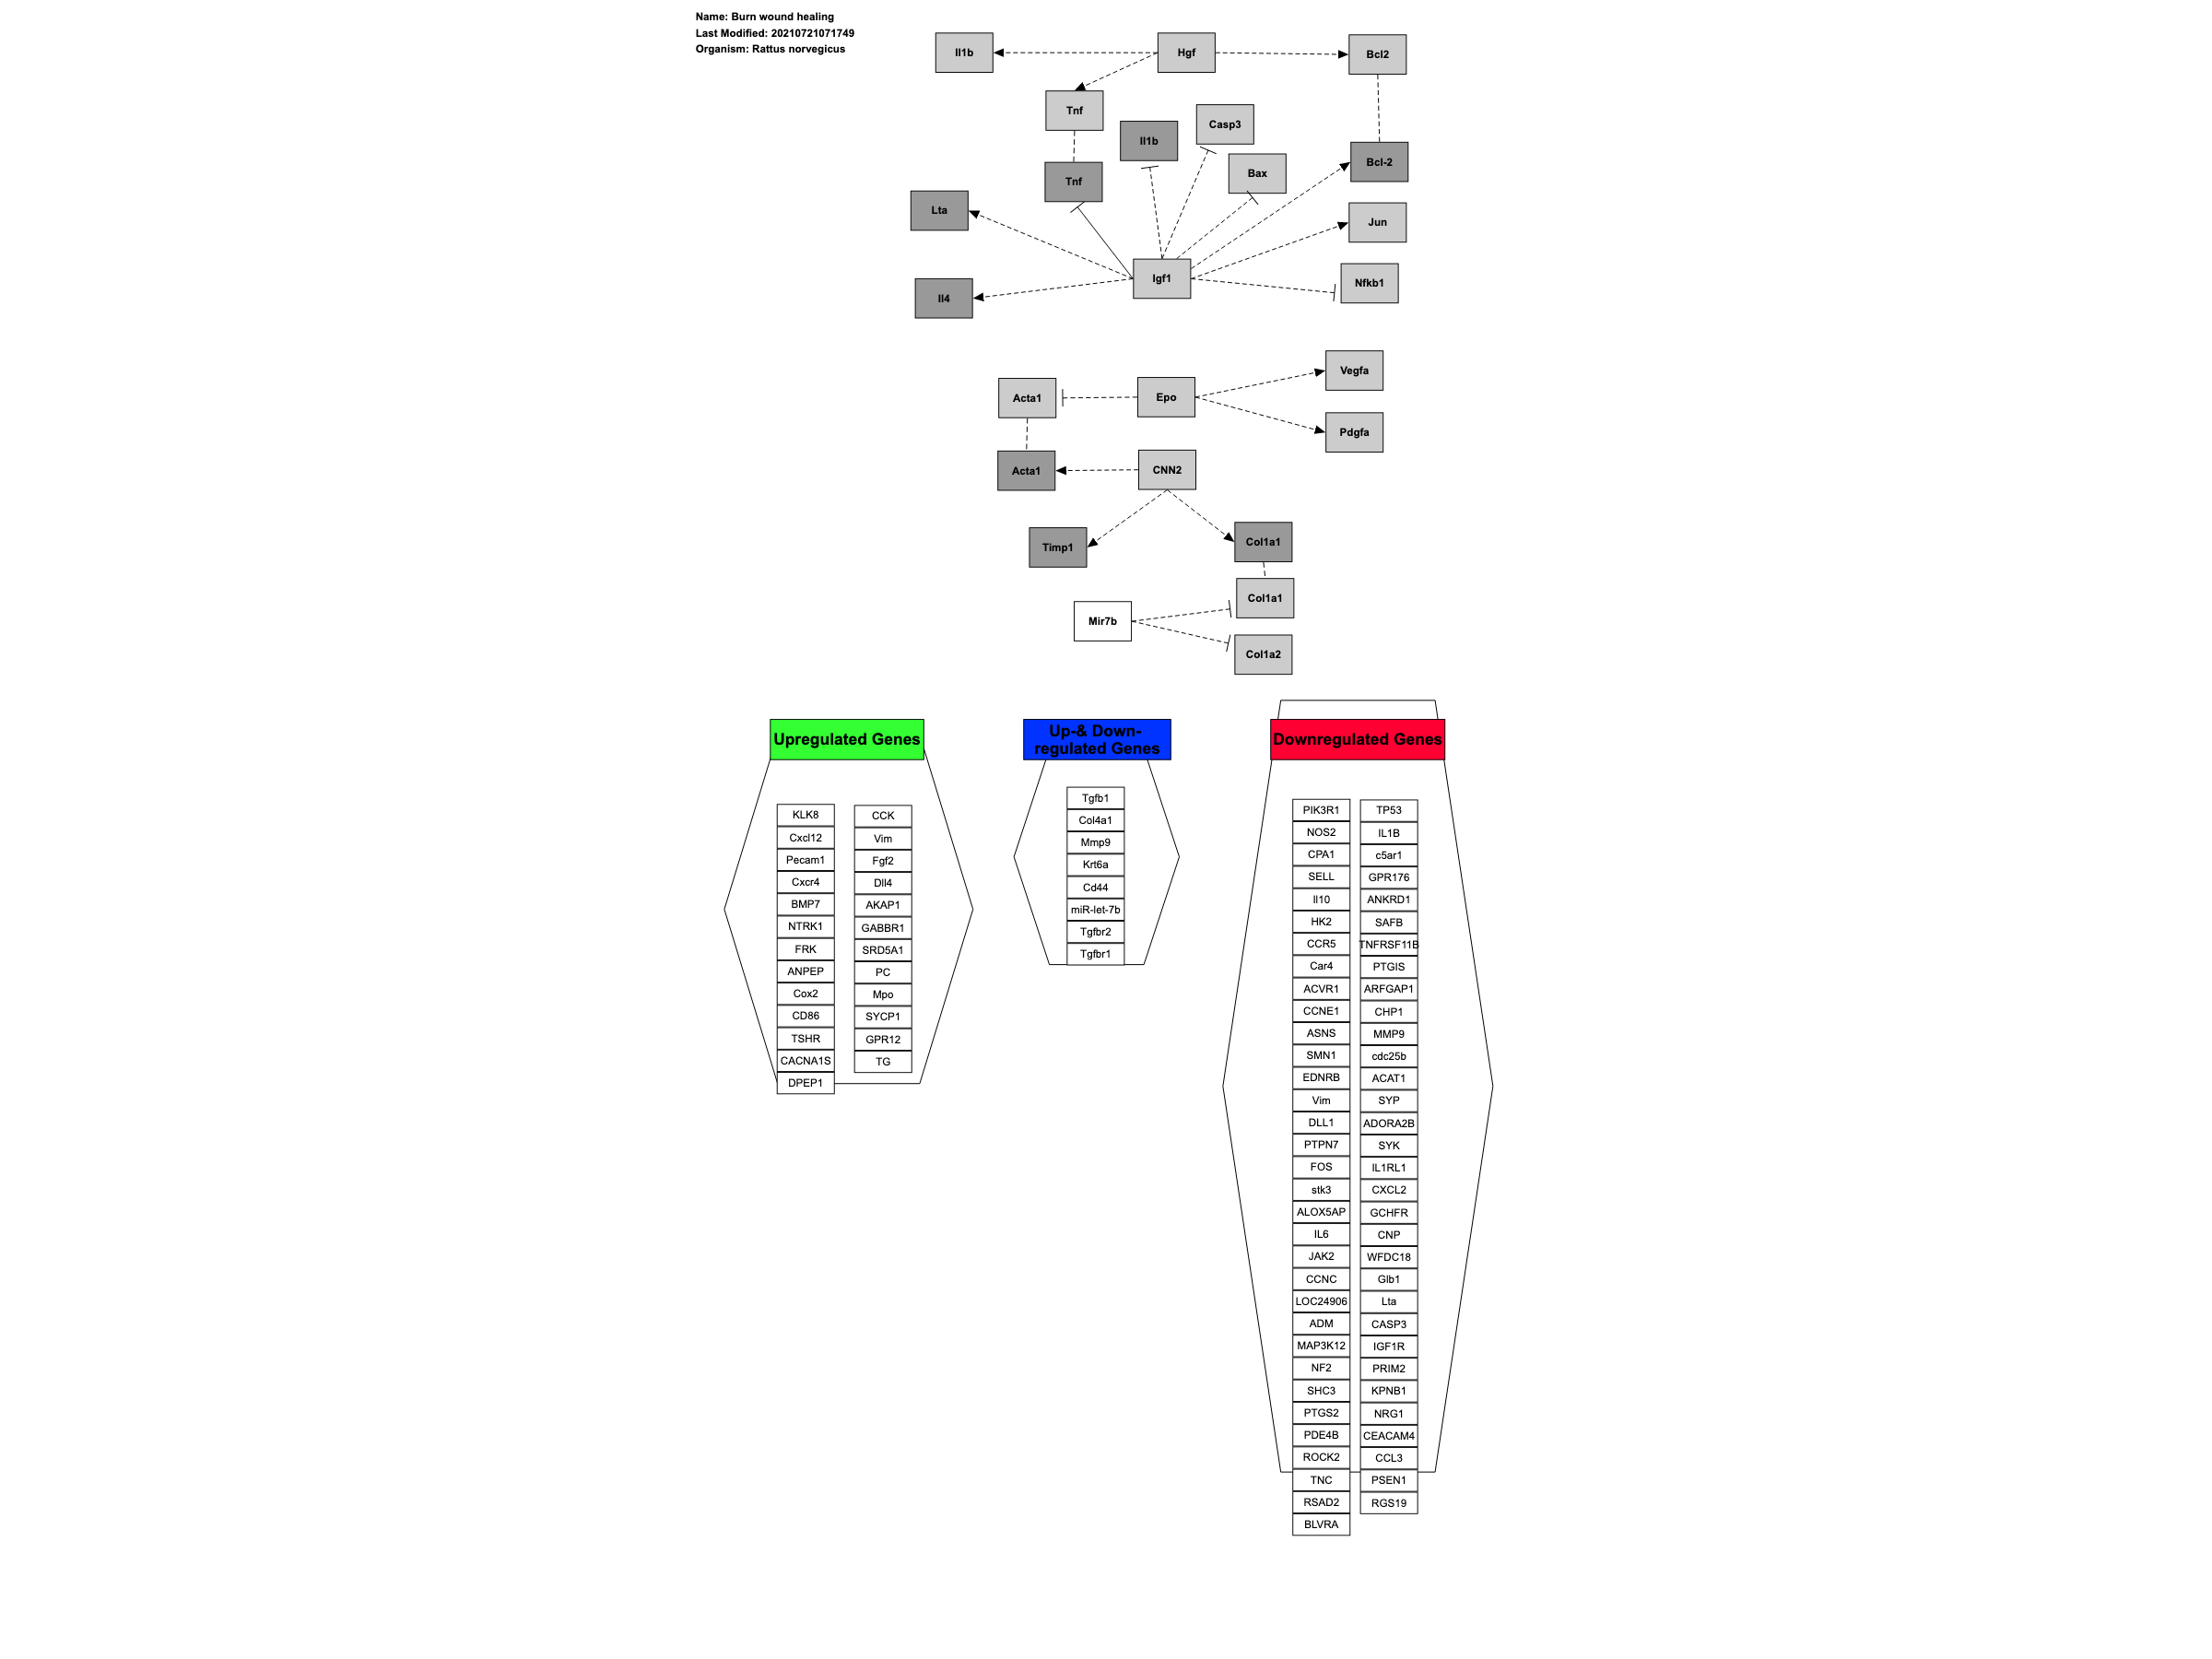 Name: Burn wound healing
Last Modified: 20210721071749
Organism: Rattus norvegicus
Il1b
Hgf
Bcl2
Tnf
Casp3
Il1b
Bcl-2
Bax
Tnf
Lta
Jun
Igf1
Nfkb1
Il4
Vegfa
Acta1
Epo
Pdgfa
Acta1
CNN2
Timp1
Col1a1
Col1a1
Mir7b
Col1a2
Upregulated Genes
KLK8
Cxcl12
Pecam1
Cxcr4
BMP7
NTRK1
FRK
ANPEP
Cox2
CD86
TSHR
CACNA1S
DPEP1
CCK
Vim
Fgf2
Dll4
AKAP1
GABBR1
SRD5A1
PC
Mpo
SYCP1
GPR12
TG
Up-& Down-
regulated Genes
Tgfb1
Col4a1
Mmp9
Krt6a
Cd44
miR-let-7b
Tgfbr2
Tgfbr1
Downregulated Genes
PIK3R1
NOS2
CPA1
SELL
Il10
HK2
CCR5
Car4
ACVR1
CCNE1
ASNS
SMN1
EDNRB
Vim
DLL1
PTPN7
FOS
stk3
ALOX5AP
IL6
JAK2
CCNC
LOC24906
ADM
MAP3K12
NF2
SHC3
PTGS2
PDE4B
ROCK2
TNC
RSAD2
BLVRA
TP53
IL1B
c5ar1
GPR176
ANKRD1
SAFB
TNFRSF11B
PTGIS
ARFGAP1
CHP1
MMP9
cdc25b
ACAT1
SYP
ADORA2B
SYK
IL1RL1
CXCL2
GCHFR
CNP
WFDC18
Glb1
Lta
CASP3
IGF1R
PRIM2
KPNB1
NRG1
CEACAM4
CCL3
PSEN1
RGS19